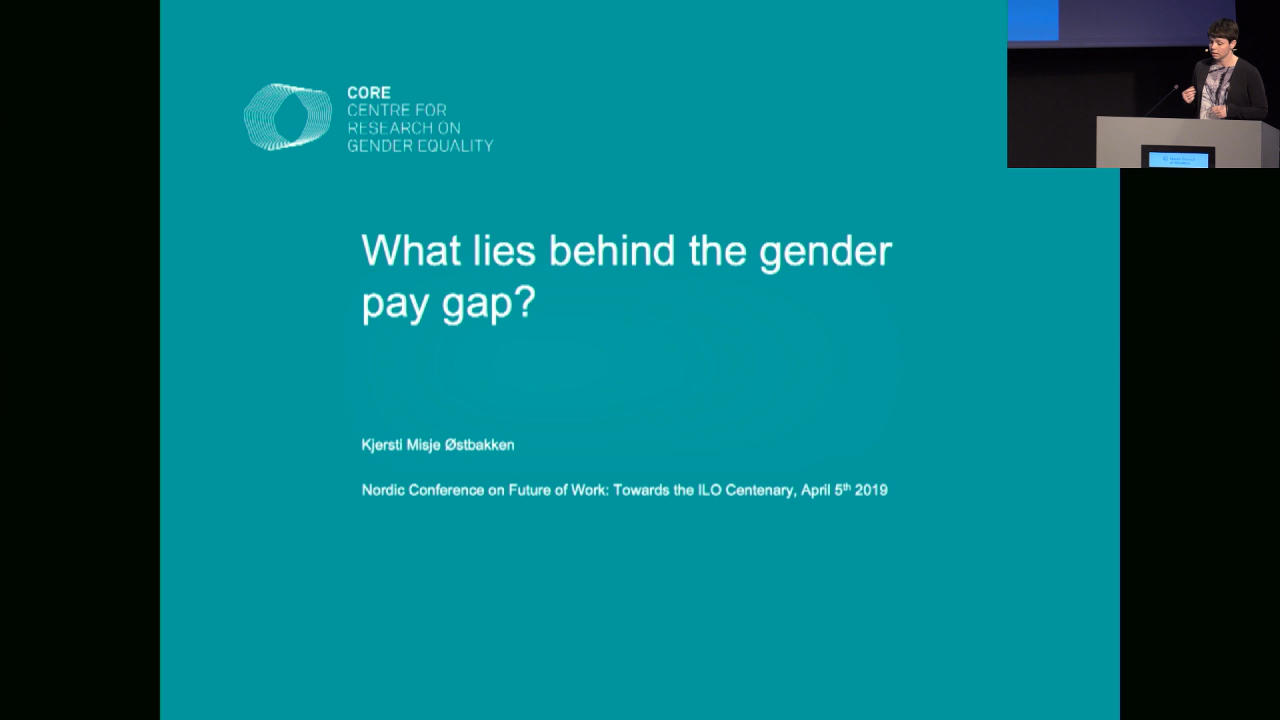 CORE
CENTRE FOR
RESEARCH ON
GENDER EQUALITY
What lies behind the gender
pay gap?
Kjersti Misje Østbakken
Nordic Conference on Future of Work: Towards the ILO Centenary, April 5th 2019